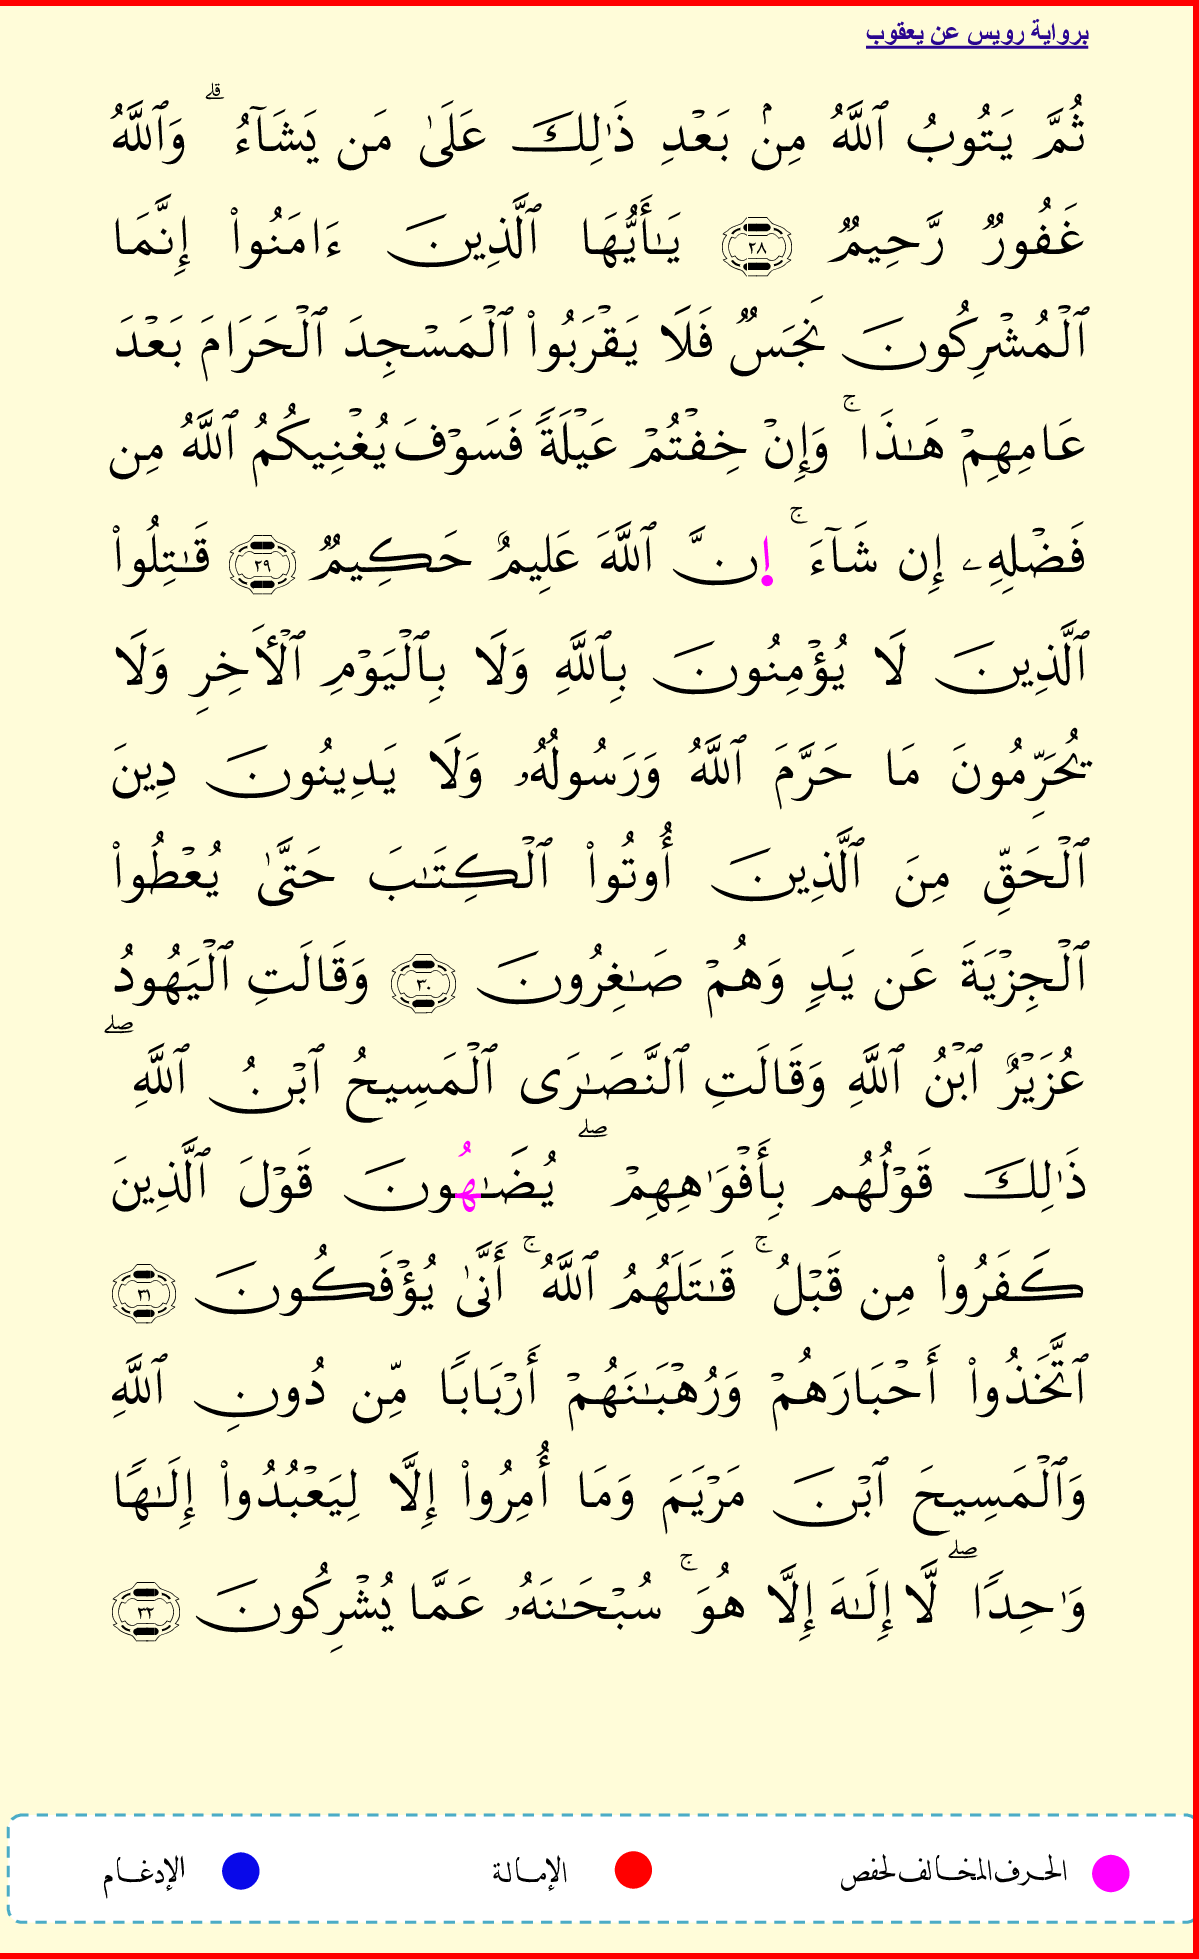 برواية رويس عن يعقوب
ثُمَّ يَتُوبُ ٱللَّهُ مِنۢ بَعْدِ ذَٰلِكَ عَلَىٰ مَن يَشَآءُ ۗ وَٱللَّهُ
غَفُورٌ رَّحِيمٌ ٢٨ يَـٰٓأَيُّهَا ٱلَّذِينَ ءَامَنُوا۟ إِنَّمَا
ٱلْمُشْرِكُونَ نَجَسٌ فَلَا يَقْرَبُوا۟ ٱلْمَسْجِدَ ٱلْحَرَامَ بَعْدَ
عَامِهِمْ هَـٰذَا ۚ وَإِنْ خِفْتُمْ عَيْلَةً فَسَوْفَ يُغْنِيكُمُ ٱللَّهُ مِن
فَضْلِهِۦ إِن شَآءَ ۚ إِنَّ ٱللَّهَ عَلِيمٌ حَكِيمٌ ٢٩ قَـٰتِلُوا۟
ٱلَّذِينَ لَا يُؤْمِنُونَ بِٱللَّهِ وَلَا بِٱلْيَوْمِ ٱلْأَخِرِ وَلَا
يُحَرِّمُونَ مَا حَرَّمَ ٱللَّهُ وَرَسُولُهُۥ وَلَا يَدِينُونَ دِينَ
ٱلْحَقِّ مِنَ ٱلَّذِينَ أُوتُوا۟ ٱلْكِتَـٰبَ حَتَّىٰ يُعْطُوا۟
ٱلْجِزْيَةَ عَن يَدٍ وَهُمْ صَـٰغِرُونَ ٣٠ وَقَالَتِ ٱلْيَهُودُ
عُزَيْرٌ ٱبْنُ ٱللَّهِ وَقَالَتِ ٱلنَّصَـٰرَى ٱلْمَسِيحُ ٱبْنُ ٱللَّهِ ۖ
ذَٰلِكَ قَوْلُهُم بِأَفْوَٰهِهِمْ ۖ يُضَـٰهُونَ قَوْلَ ٱلَّذِينَ
كَفَرُوا۟ مِن قَبْلُ ۚ قَـٰتَلَهُمُ ٱللَّهُ ۚ أَنَّىٰ يُؤْفَكُونَ ٣١
ٱتَّخَذُوا۟ أَحْبَارَهُمْ وَرُهْبَـٰنَهُمْ أَرْبَابًا مِّن دُونِ ٱللَّهِ
وَٱلْمَسِيحَ ٱبْنَ مَرْيَمَ وَمَا أُمِرُوا۟ إِلَّا لِيَعْبُدُوا۟ إِلَـٰهًا
وَٰحِدًا ۖ لَّا إِلَـٰهَ إِلَّا هُوَ ۚ سُبْحَـٰنَهُۥ عَمَّا يُشْرِكُونَ ٣٢
الحرف المخالف لحفص الإمالة الإدغام